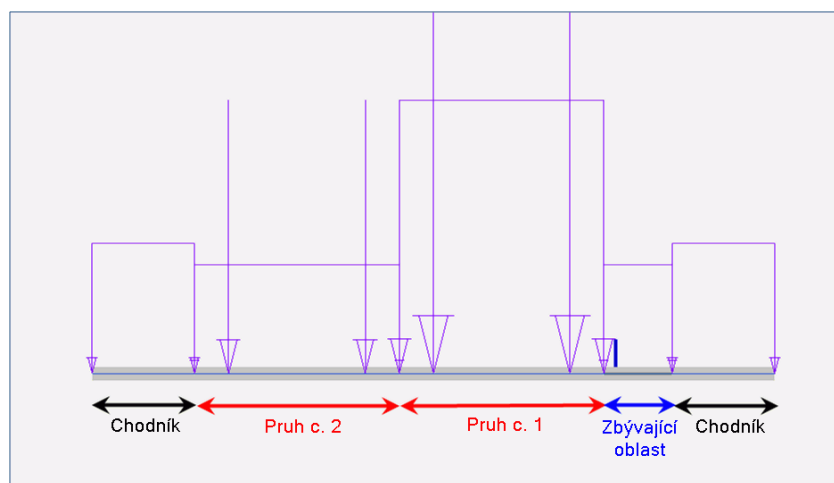 Chodník
Pruh c. 2
Pruh c. 1
Zbývající
oblast
Chodník